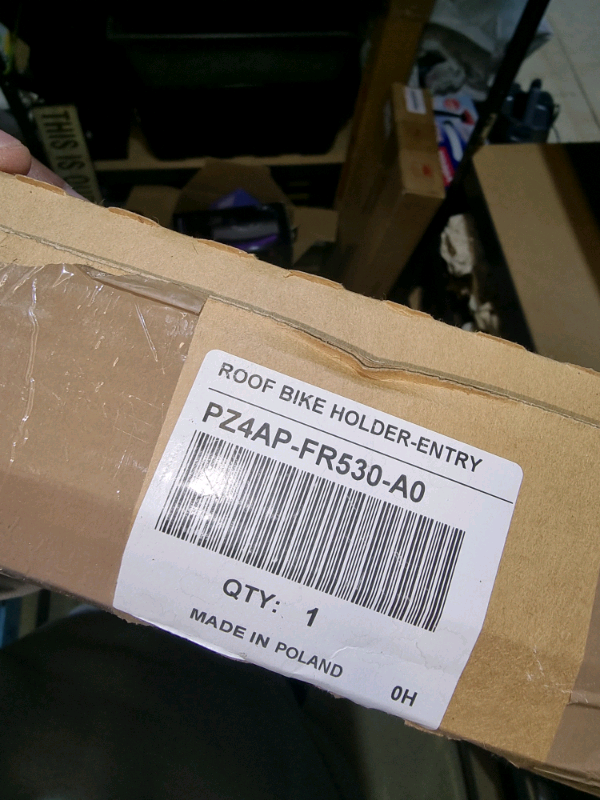 THIS IS
ROOF BIKE HOLDER-ENTRY
PZ4AP-FR530-A0
QTY: 1
MADE IN POLAND
0H